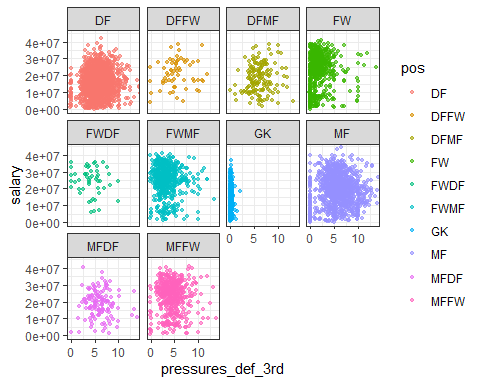 DF DFFW DFMF FW
4e+07
3e+07
2e+07
1e+07
0e+00
FWDF FWMF GK MF
4e+07
3e+07
2e+07
1e+07
0e+00
MFDF MFFW
4e+07
3e+07
2e+07
1e+07
0e+00
0 5 10 0 5 10
0 5 10 0 5 10
pressures_def_3rd
salary
pos
DF
DFFW
DFMF
FW
FWDF
FWMF
GK
MF
MFDF
MFFW